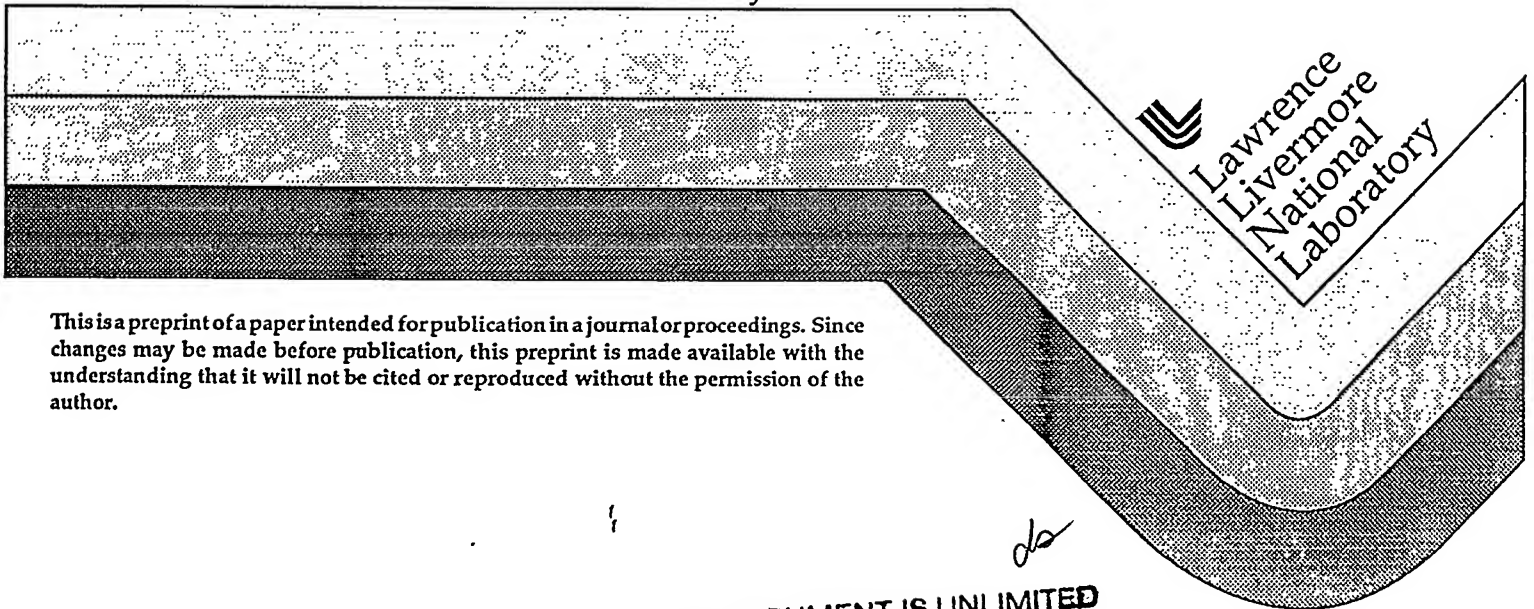 Lawrence
Livermore
National
Laboratory
This is a preprint of a paper intended for publication in a journal or proceedings. Since
changes may be made before publication, this preprint is made available with the
understanding that it will not be cited or reproduced without the permission of the
author.
IS UNLIMITED